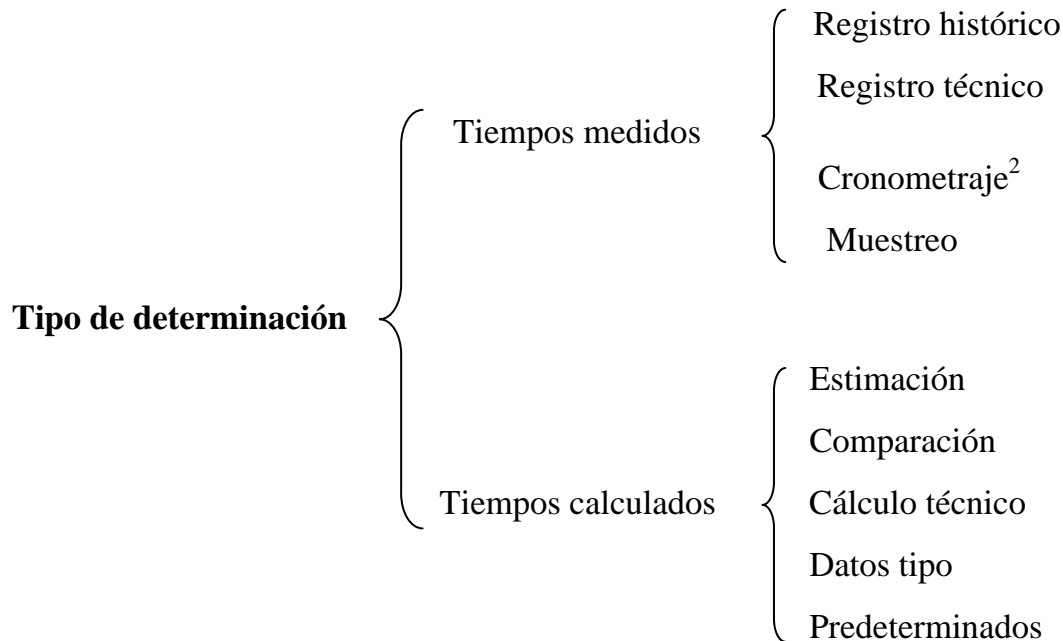 Tipo de determinación
Tiempos medidos
Registro histórico
Registro técnico
Cronometraje²
Muestreo
Tiempos calculados
Estimación
Comparación
Cálculo técnico
Datos tipo
Predeterminados